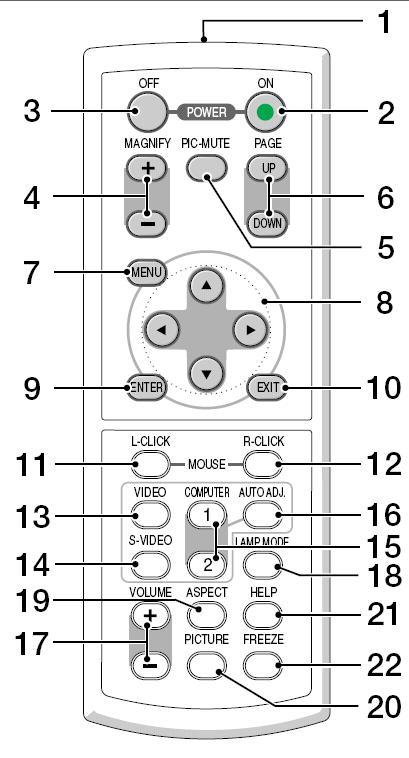 1
OFF ON
3 POWER 2
MAGNIFY PIC-MUTE PAGE
+ UP
4 6
− DOWN
5
7 MENU
8
9 ENTER EXIT 10
L-CLICK R-CLICK
11 MOUSE 12
VIDEO COMPUTER AUTO ADJ.
13 1 16
S-VIDEO LAMP MODE 15
14 2 18
VOLUME ASPECT HELP
19 + 21
17 PICTURE FREEZE
− 22
20